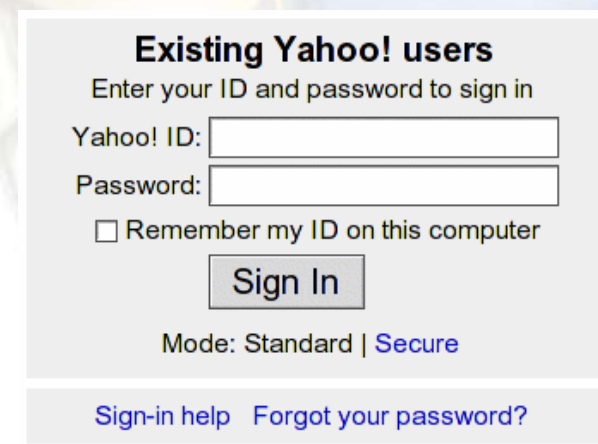 Existing Yahoo! users
Enter your ID and password to sign in
Yahoo! ID:
Password:
Remember my ID on this computer
Sign In
Mode: Standard | Secure
Sign-in help Forgot your password?